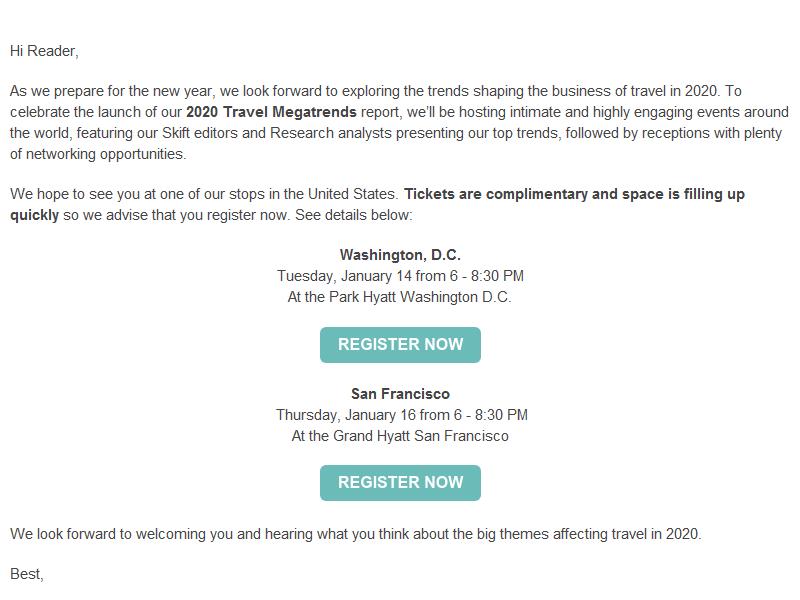 Hi Reader,
As we prepare for the new year, we look forward to exploring the trends shaping the business of travel in 2020. To
celebrate the launch of our 2020 Travel Megatrends report, we'll be hosting intimate and highly engaging events around
the world, featuring our Skift editors and Research analysts presenting our top trends, followed by receptions with plenty
of networking opportunities.
We hope to see you at one of our stops in the United States. Tickets are complimentary and space is filling up
quickly so we advise that you register now. See details below:
Washington, D.C.
Tuesday, January 14 from 6 - 8:30 PM
At the Park Hyatt Washington D.C.
REGISTER NOW
San Francisco
Thursday, January 16 from 6 - 8:30 PM
At the Grand Hyatt San Francisco
REGISTER NOW
We look forward to welcoming you and hearing what you think about the big themes affecting travel in 2020.
Best,